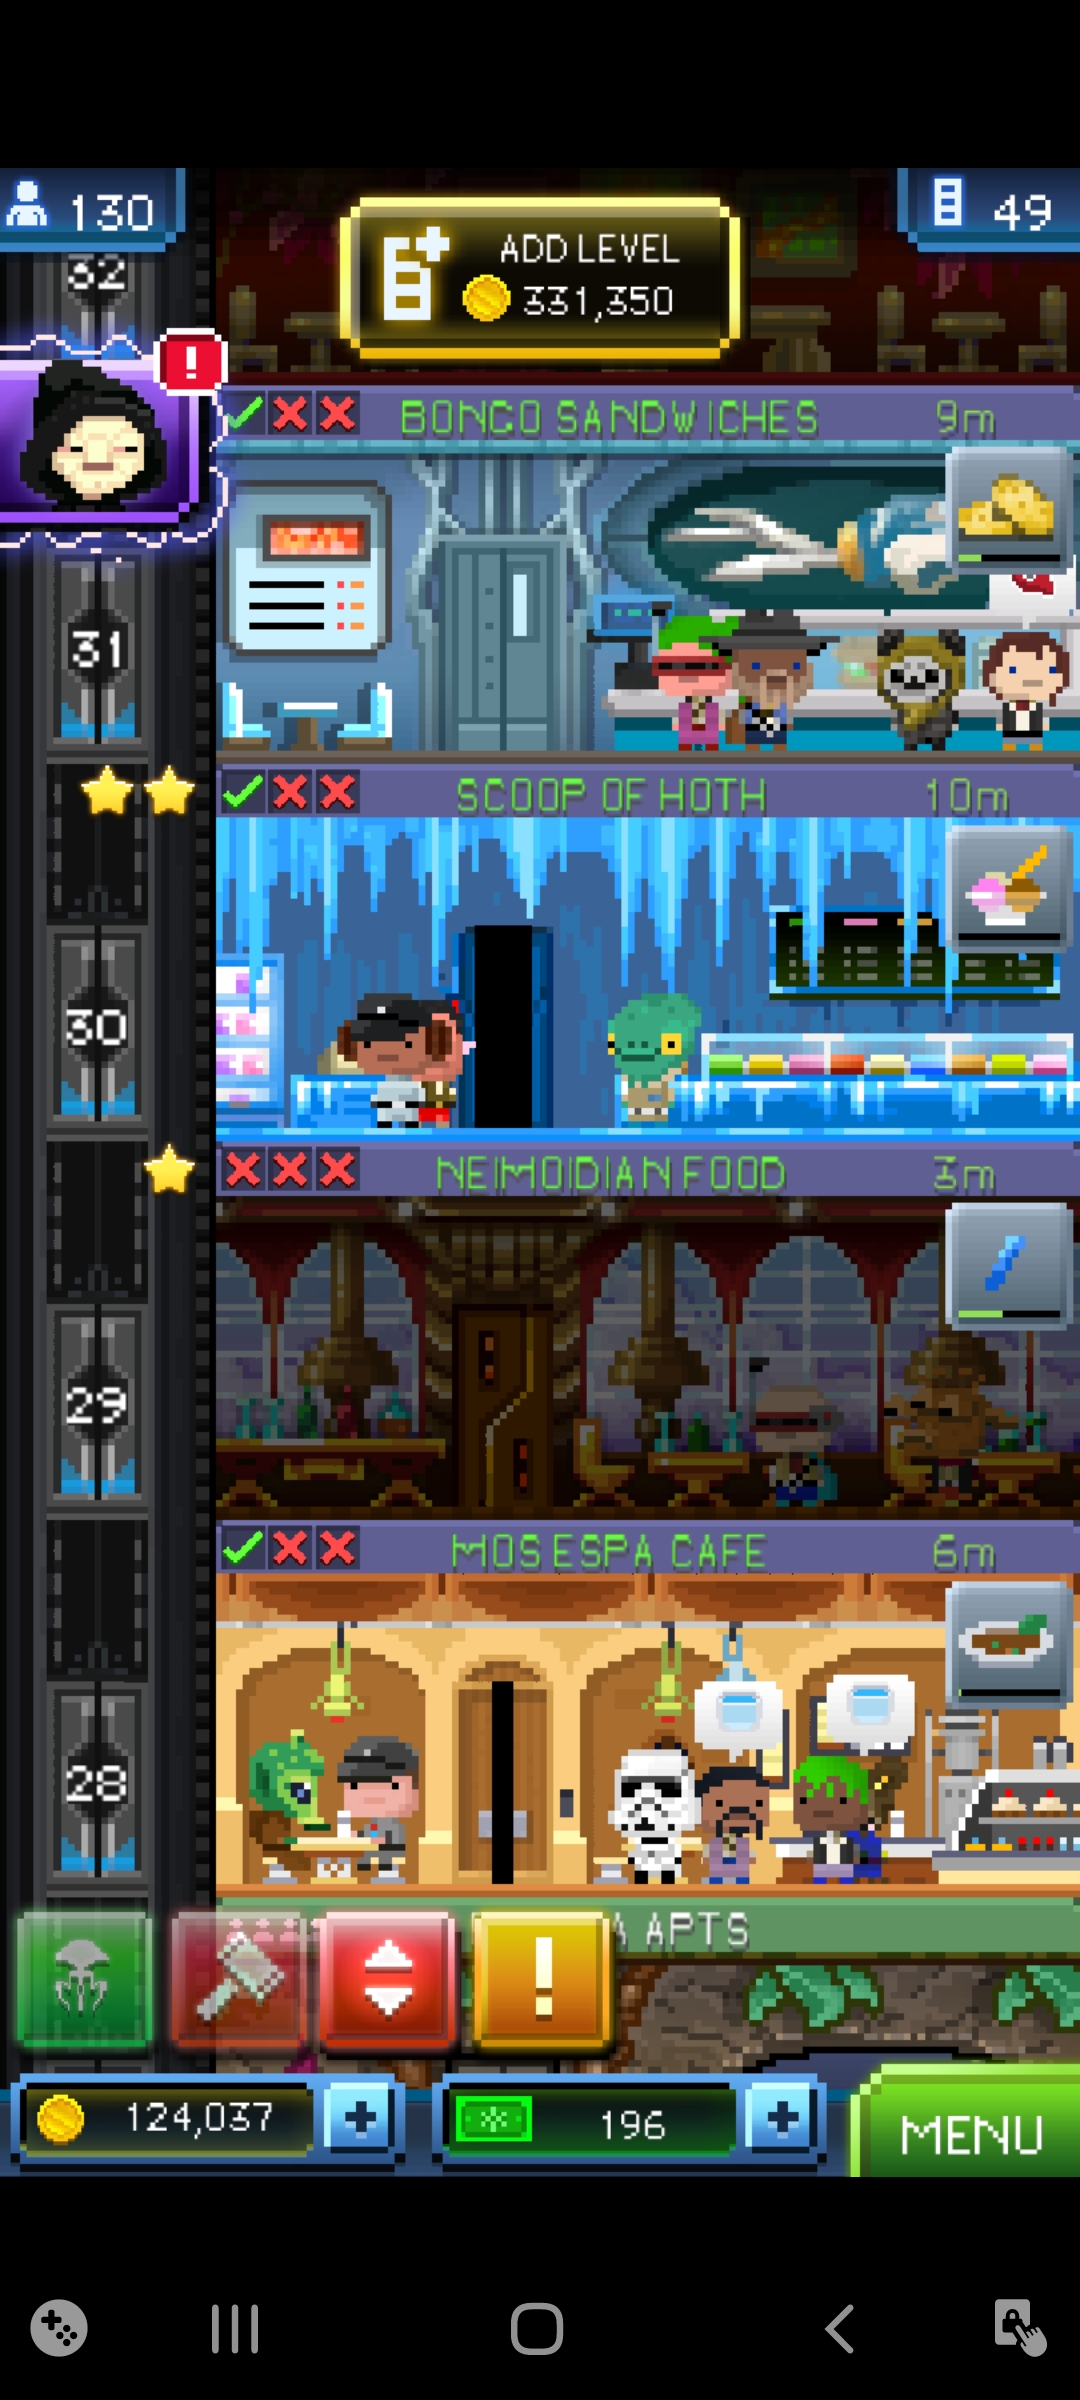 130
ADD LEVEL
331,350
49
32
!
BONGO SANDWICHES 9m
31
SCOOP OF HOTH 10m
30
NEIMOIDIAN FOOD 3m
29
MOS ESPA CAFE 6m
28
A APTS
!
124,037 + 196 + MENU